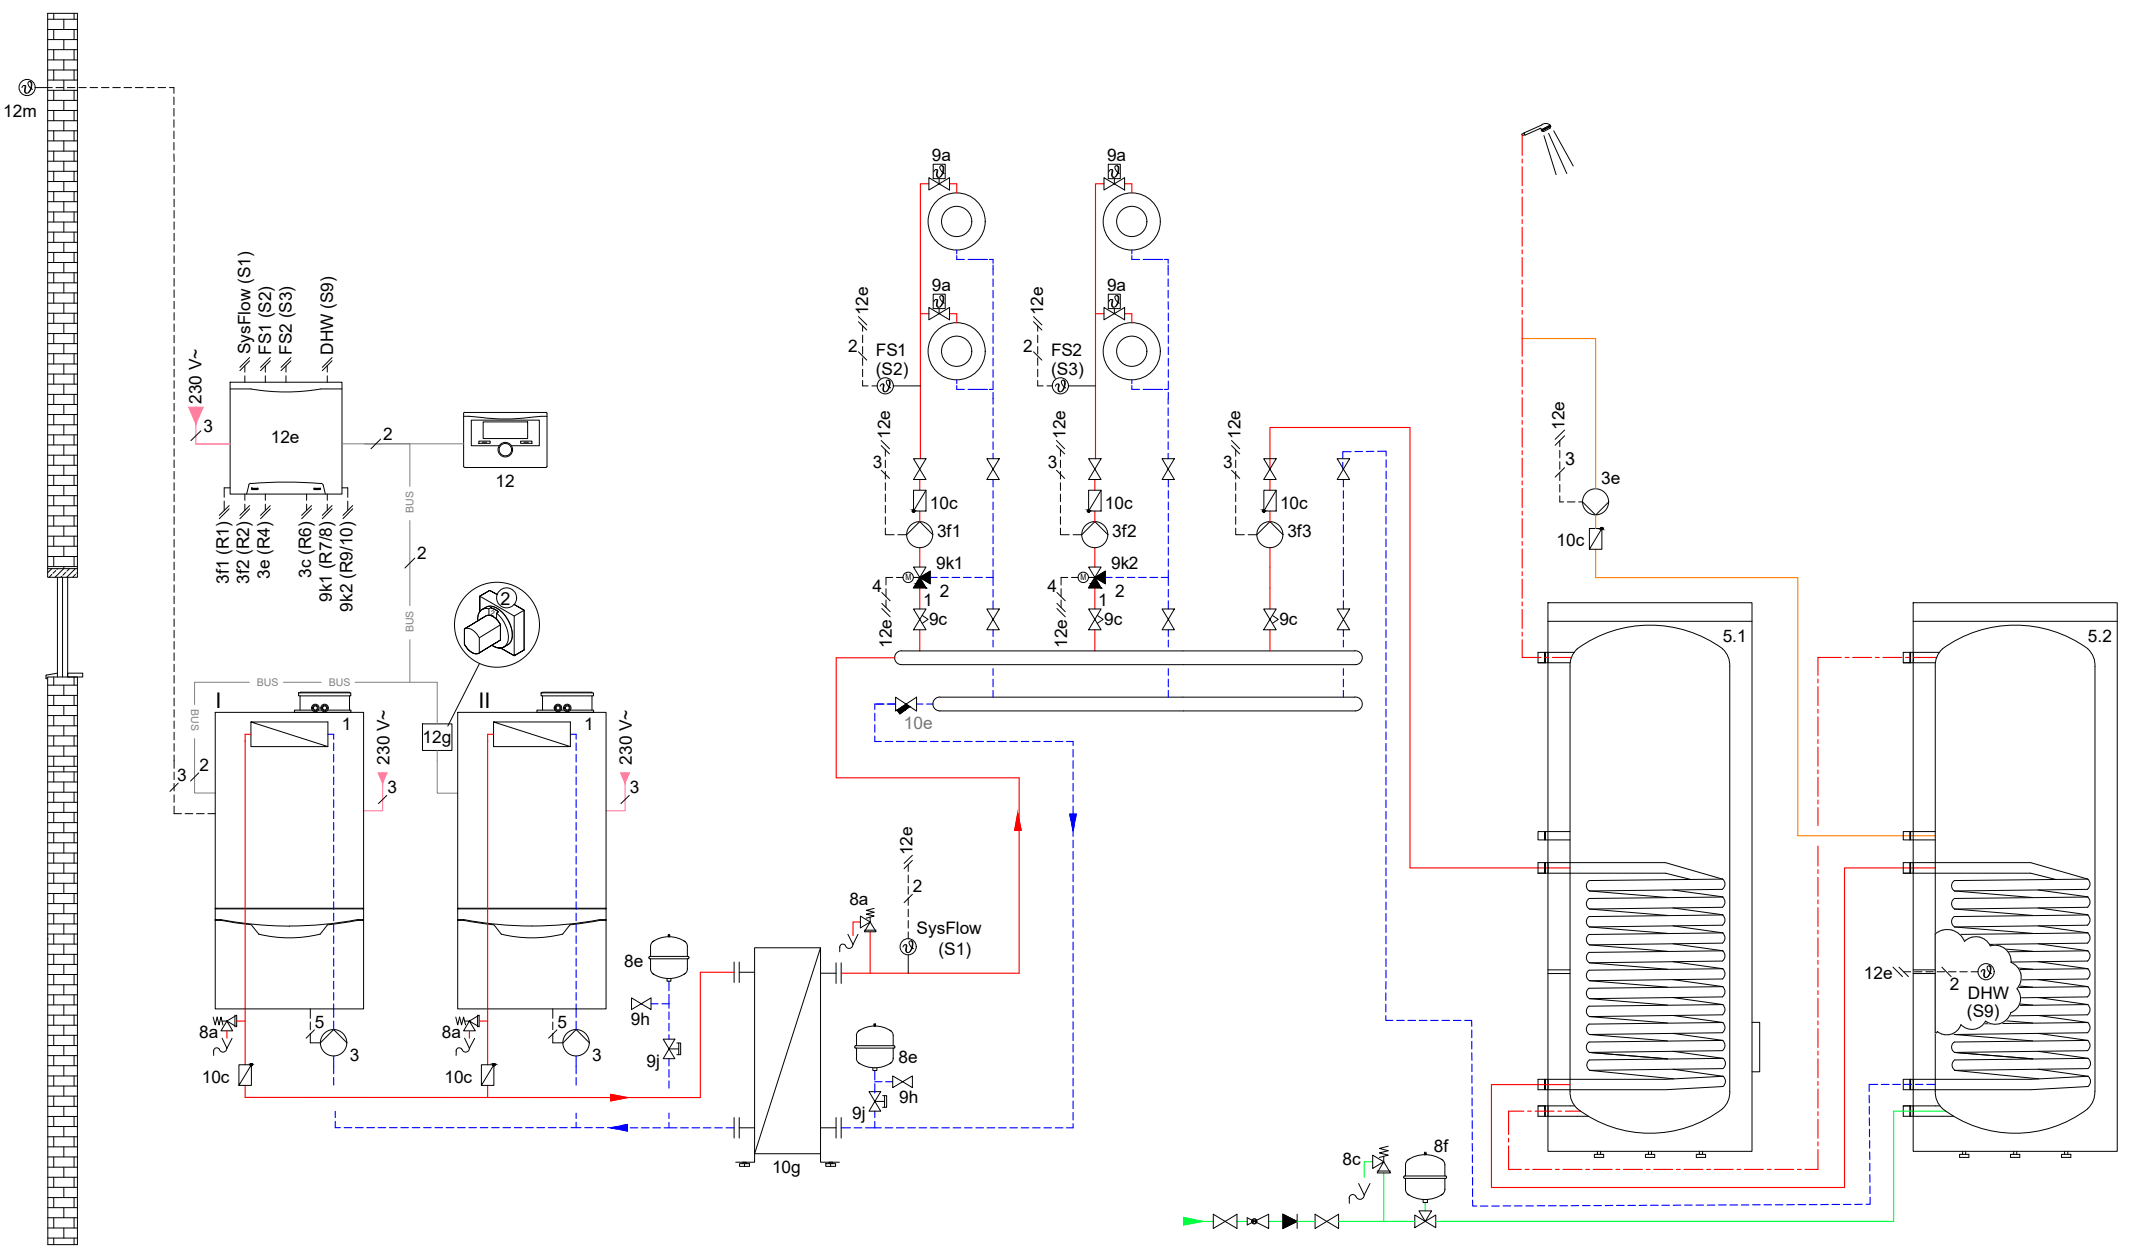 12m
SysFlow (S1)
FS1 (S2)
FS2 (S3)
DHW (S9)
230 V~
3
12e
2
12
3f1 (R1)
3f2 (R2)
3e (R4)
3c (R6)
9k1 (R7/8)
9k2 (R9/10)
BUS
2
BUS
2
BUS
BUS
BUS
I
1
230 V~
3
3
2
12g
II
1
230 V~
3
8a
5
3
10c
8a
5
3
10c
8e
9h
9j
10g
8e
9h
9j
8a
12e
2
SysFlow
(S1)
9a
9a
12e
2
FS1
(S2)
12e
3
10c
3f1
9k1
4
2
1
12e
9c
9a
9a
12e
2
FS2
(S3)
12e
3
10c
3f2
9k2
4
2
1
12e
9c
12e
3
10c
3f3
9c
10e
12e
3
3e
10c
5.1
5.2
12e
2
DHW
(S9)
8c
8f